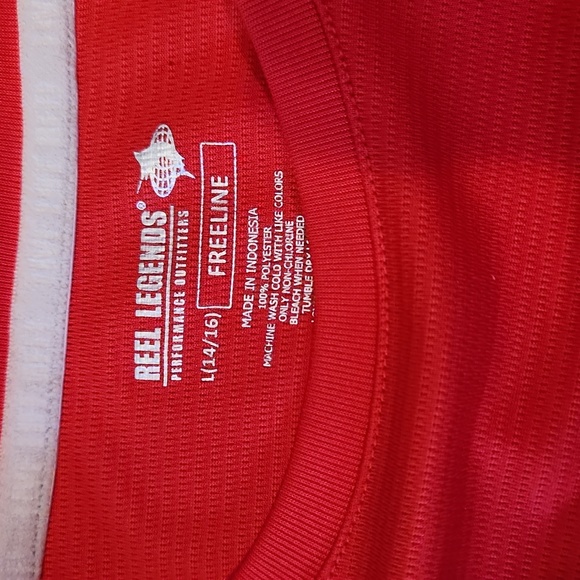 REEL LEGENDS®
PERFORMANCE OUTFITTERS
L(14/16) FREELINE
MADE IN INDONESIA
100% POLYESTER
MACHINE WASH COLD WITH LIKE COLORS
ONLY NON-CHLORINE
BLEACH WHEN NEEDED
TUMBLE